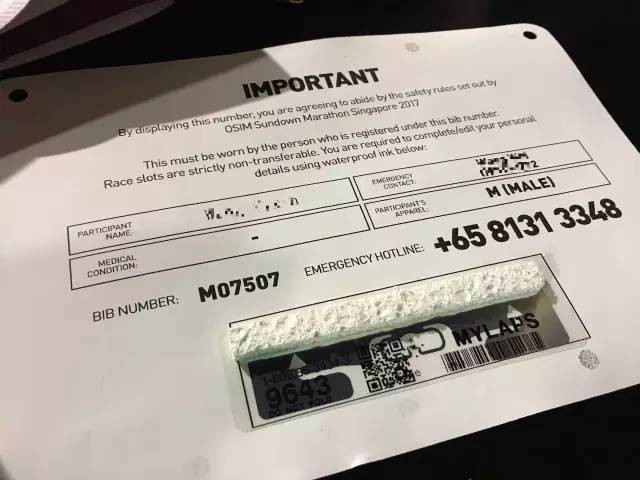 IMPORTANT
By displaying this number, you are agreeing to abide by the safety rules set out by
OSIM Sundown Marathon Singapore 2017
This must be worn by the person who is registered under this bib number.
Race slots are strictly non-transferable. You are required to complete/edit your personal
details using waterproof ink below:
PARTICIPANT NAME:
EMERGENCY CONTACT:
MEDICAL CONDITION: -
PARTICIPANT'S APPAREL: M (MALE)
BIB NUMBER: M07507 EMERGENCY HOTLINE: +65 8131 3348
MYLAPS
9643
DO NOT FOLD